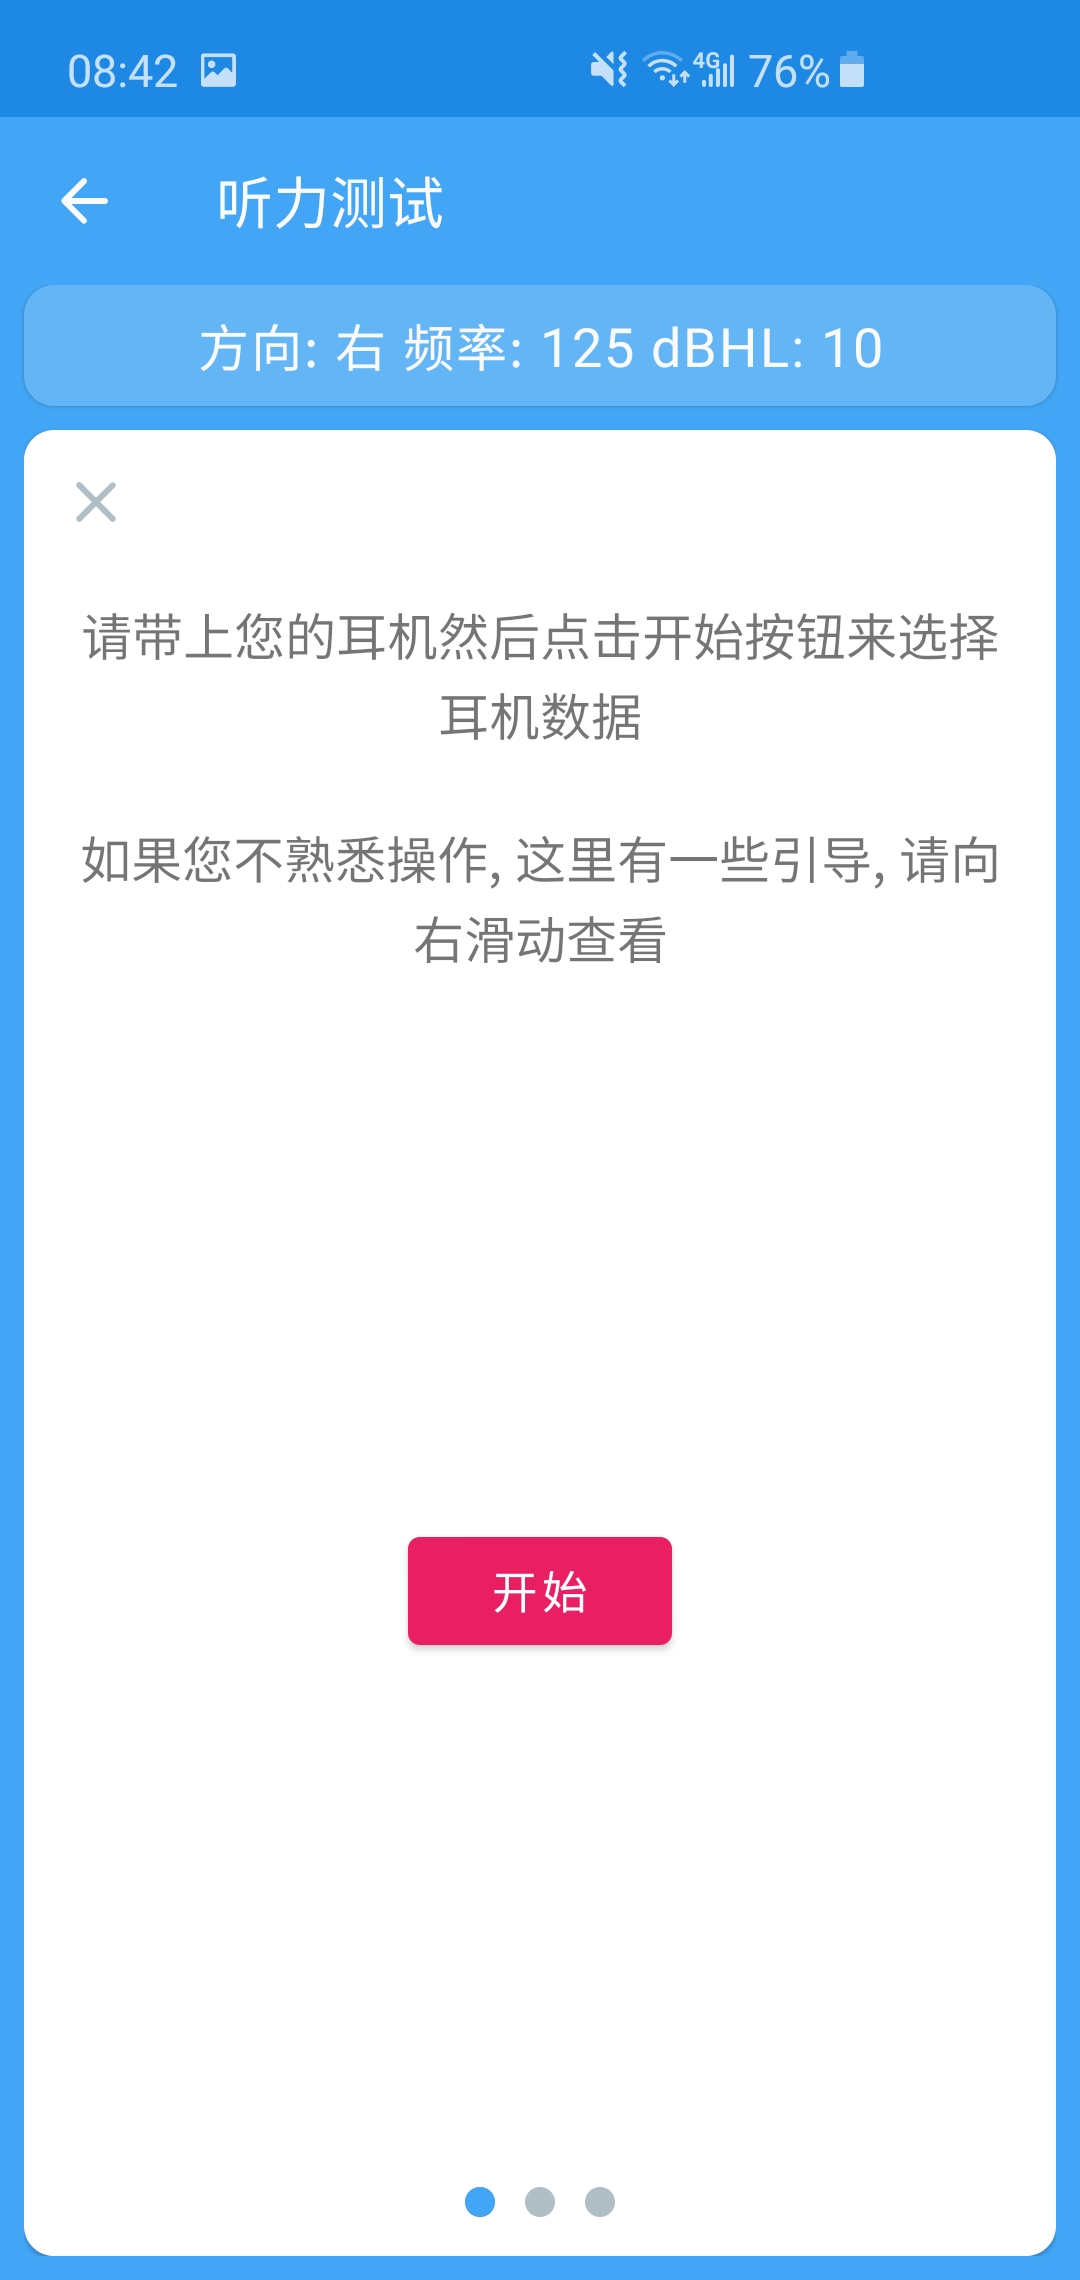 08:42 4G 76%
听力测试
方向: 右 频率: 125 dBHL: 10
请带上您的耳机然后点击开始按钮来选择
耳机数据
如果您不熟悉操作, 这里有一些引导, 请向
右滑动查看
开始